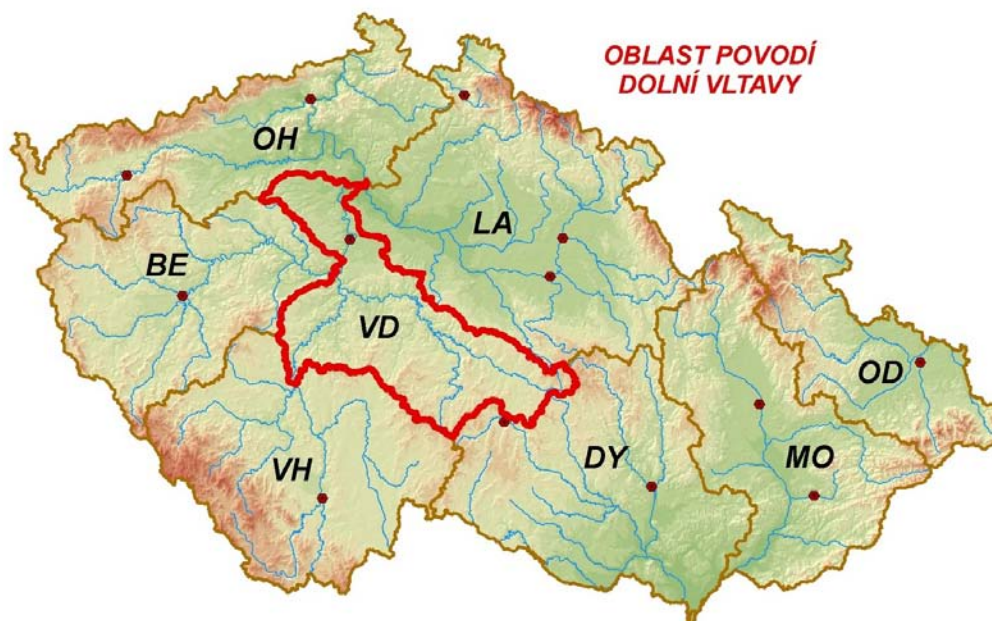 OBLAST POVODÍ
DOLNÍ VLTAVY
OH
LA
BE
VD
OD
VH
DY
MO